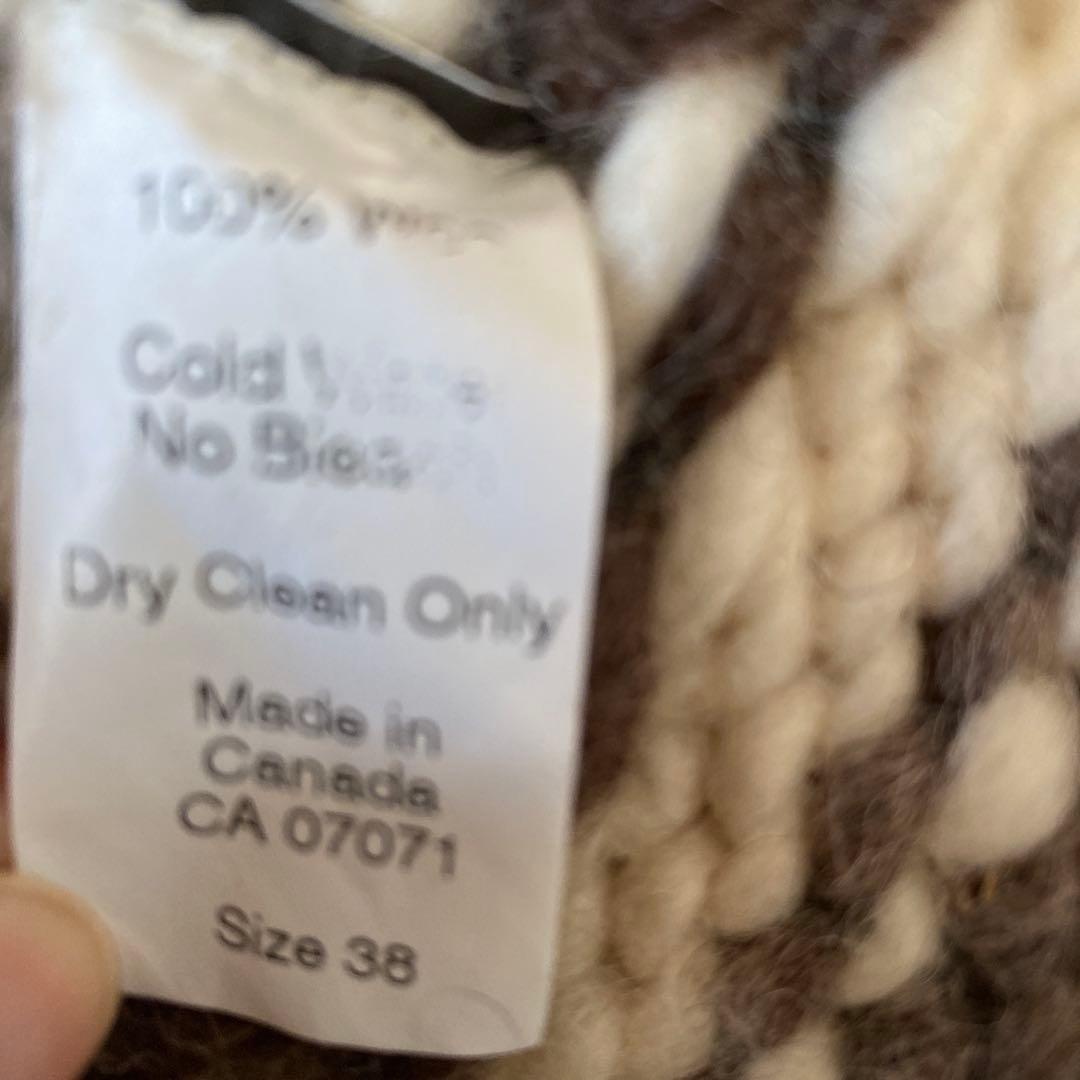 100%
Cold
No
Dry Clean Only
Made in
Canada
CA 07071
Size 38